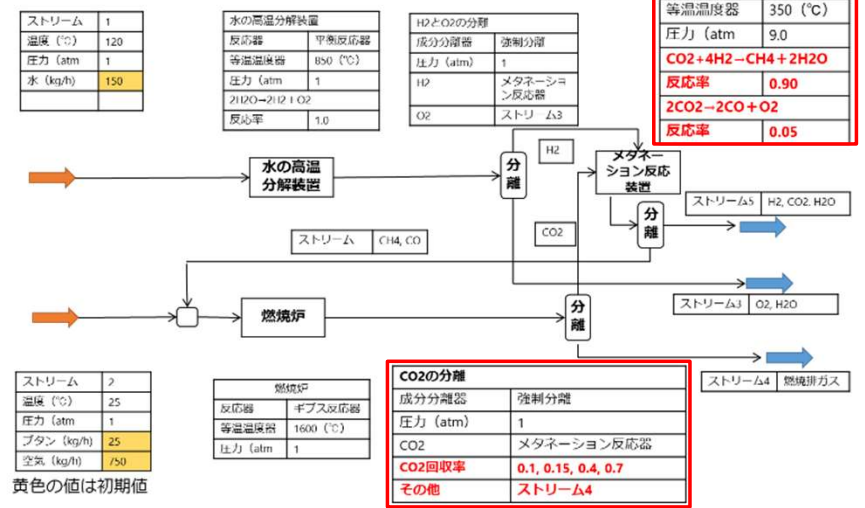 ストリーム 1
温度（℃） 120
圧力（atm 1
水（kg/h） 150
水の高温分解装置
反応器 平衡反応器
等温温度器 850（℃）
圧力（atm 1
2H2O→2H2+O2
反応率 1.0
H2とO2の分離
成分分離器 強制分離
圧力（atm） 1
H2 メタネーショ
ン反応器
O2 ストリーム3
等温温度器 350（℃）
圧力（atm 9.0
CO2+4H2→CH4＋2H2O
反応率 0.90
2CO2→2CO＋O2
反応率 0.05
水の高温
分解装置
分
離
H2
メタネー
ション反応
装置
分
離
ストリーム5 H2, CO2. H2O
ストリーム CH4, CO
CO2
燃焼炉
分
離
ストリーム3 O2, H2O
ストリーム4 燃焼排ガス
ストリーム 2
温度（℃） 25
圧力（atm 1
ブタン（kg/h） 25
空気（kg/h） 750
黄色の値は初期値
燃焼炉
反応器 ギブス反応器
等温温度器 1600（℃）
圧力（atm 1
CO2の分離
成分分離器 強制分離
圧力（atm） 1
CO2 メタネーション反応器
CO2回収率 0.1, 0.15, 0.4, 0.7
その他 ストリーム4